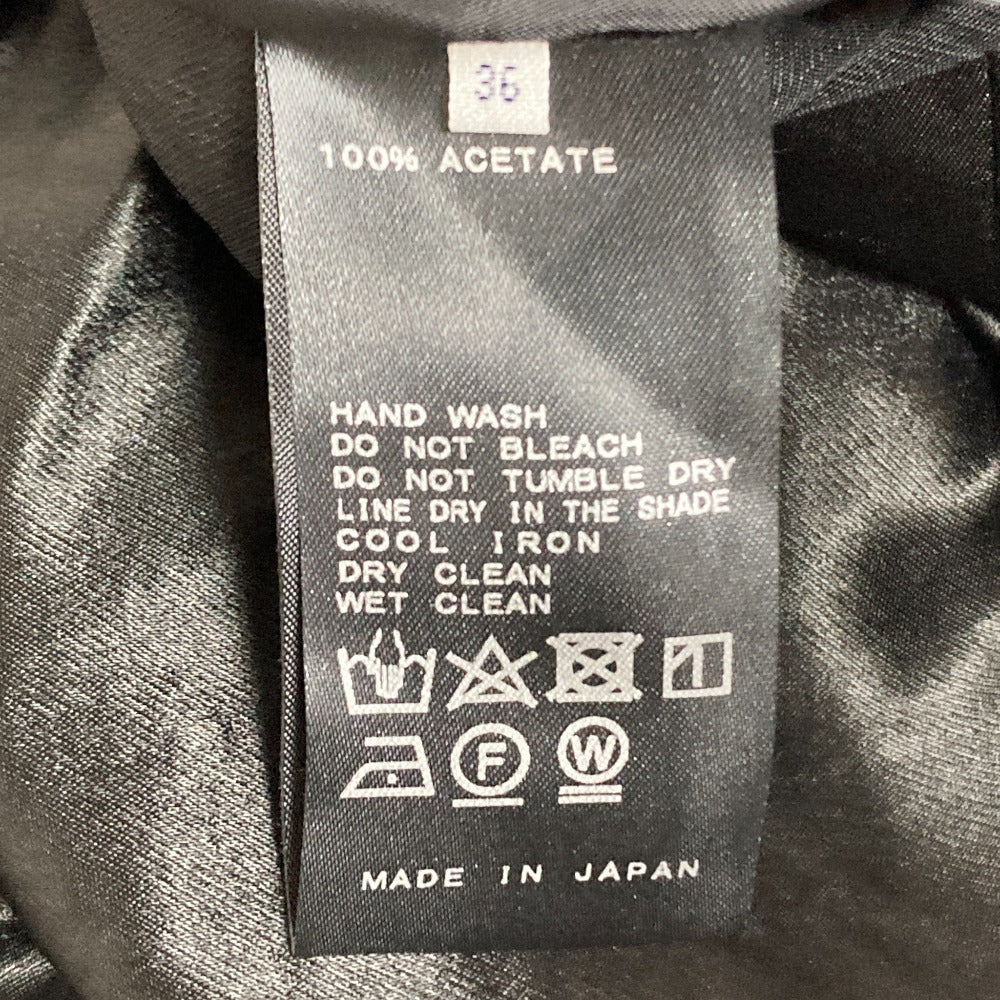 36
100% ACETATE
HAND WASH
DO NOT BLEACH
DO NOT TUMBLE DRY
LINE DRY IN THE SHADE
COOL IRON
DRY CLEAN
WET CLEAN
F W
MADE IN JAPAN